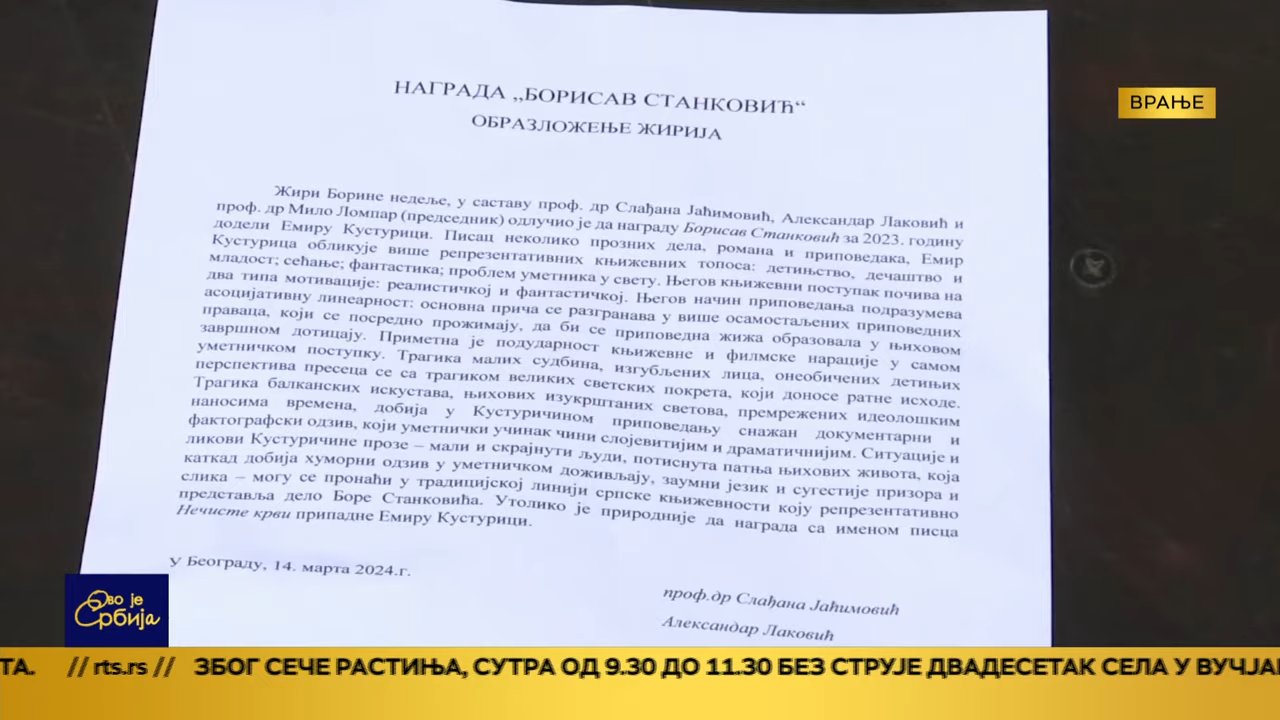 НАГРАДА „БОРИСАВ СТАНКОВИЋ“
ОБРАЗЛОЖЕЊЕ ЖИРИЈА
ВРАЊЕ
Жири Борине недеље, у саставу проф. др Слађана Јаћимовић, Александар Лаковић и
проф. др Мило Ломпар (председник) одлучио је да награду Борисав Станковић за 2023. годину
додели Емиру Кустурици. Писац неколико прозних дела, романа и приповедака, Емир
Кустурица обликује више репрезентативних књижевних топоса: детињство, дечаштво и
младост; сећање; фантастика; проблем уметника у свету. Његов књижевни поступак почива на
два типа мотивације: реалистичкој и фантастичкој. Његов начин приповедања подразумева
асоцијативну линеарност: основна прича се разгранава у више осамостаљених приповедних
праваца, који се посредно прожимају, да би се приповедна жижа образовала у њиховом
завршном дотицају. Приметна је подударност књижевне и филмске нарације у самом
уметничком поступку. Трагика малих судбина, изгубљених лица, онеобичених детињих
перспектива пресеца се са трагиком великих светских покрета, који доносе ратне исходе.
Трагика балканских искустава, њихових изукрштаних светова, премрежених идеолошким
наносима времена, добија у Кустуричином приповедању снажан документарни и
фактографски одзив, који уметнички учинак чини слојевитијим и драматичнијим. Ситуације и
ликови Кустуричине прозе – мали и скрајнути људи, потиснута патња њихових живота, која
каткад добија хуморни одзив у уметничком доживљају, заумни језик и сугестије призора и
слика – могу се пронаћи у традицијској линији српске књижевности коју репрезентативно
представља дело Боре Станковића. Утолико је природније да награда са именом писца
Нечисте крви припадне Емиру Кустурици.
У Београду, 14. марта 2024.г.
проф.др Слађана Јаћимовић
Александар Лаковић
Ово је
Србија
ТА. // rts.rs // ЗБОГ СЕЧЕ РАСТИЊА, СУТРА ОД 9.30 ДО 11.30 БЕЗ СТРУЈЕ ДВАДЕСЕТАК СЕЛА У ВУЧЈА